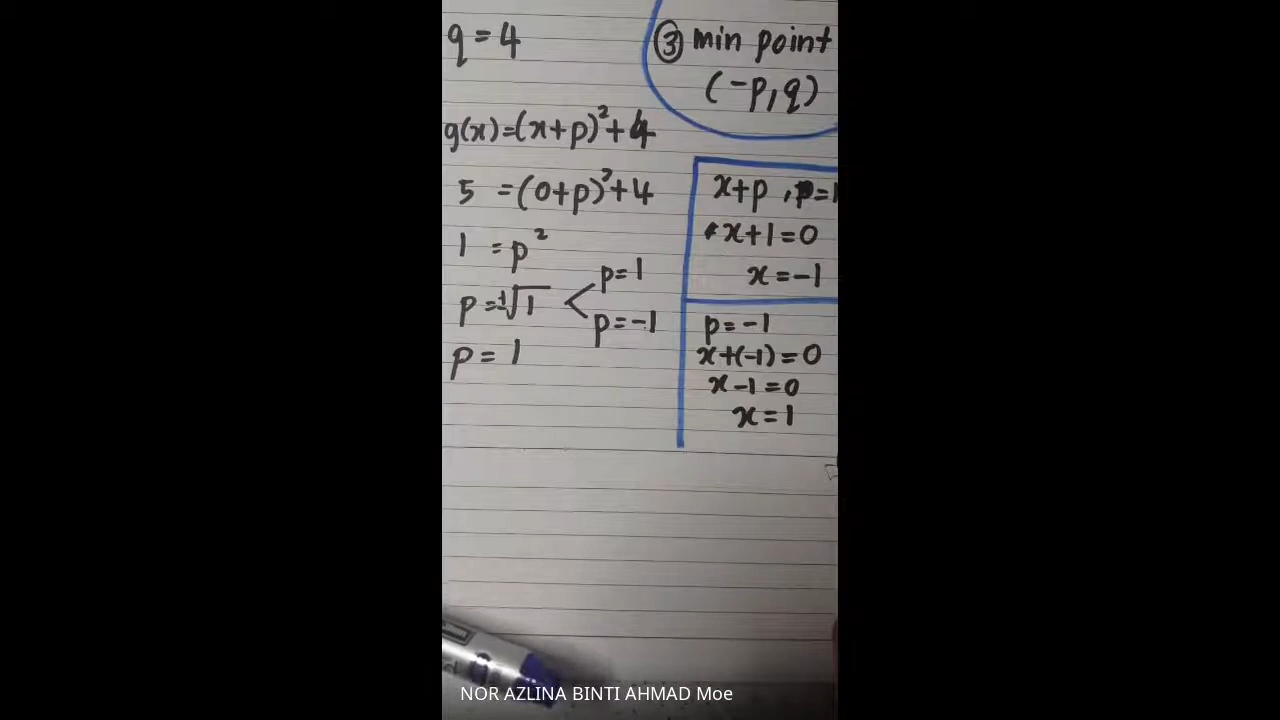 q = 4
g(x) = (x+p)² + 4
5 = (0+p)² + 4
1 = p²
p = ±√1
p = 1
p = -1
p = 1
③ min point
(-p, q)
x+p , p=1
x+1 = 0
x = -1
p = -1
x+(-1) = 0
x -1 = 0
x = 1
NOR AZLINA BINTI AHMAD Moe